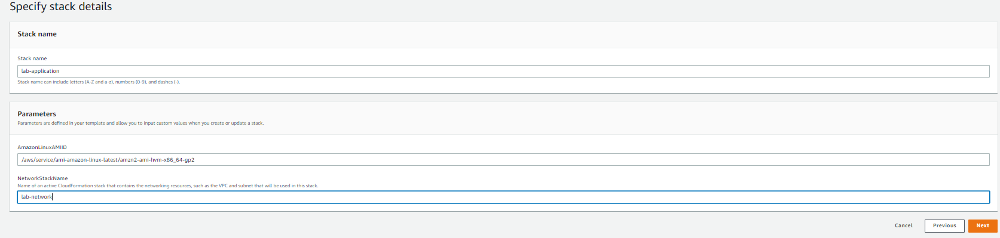 Specify stack details
Stack name
Stack name
lab-application
Stack name can include letters (A-Z and a-z), numbers (0-9), and dashes (-).
Parameters
Parameters are defined in your template and allow you to input custom values when you create or update a stack.
AmazonLinuxAMIID
/aws/service/ami-amazon-linux-latest/amzn2-ami-hvm-x86_64-gp2
NetworkStackName
Name of an active CloudFormation stack that contains the networking resources, such as the VPC and subnet that will be used in this stack.
lab-network
Cancel Previous Next